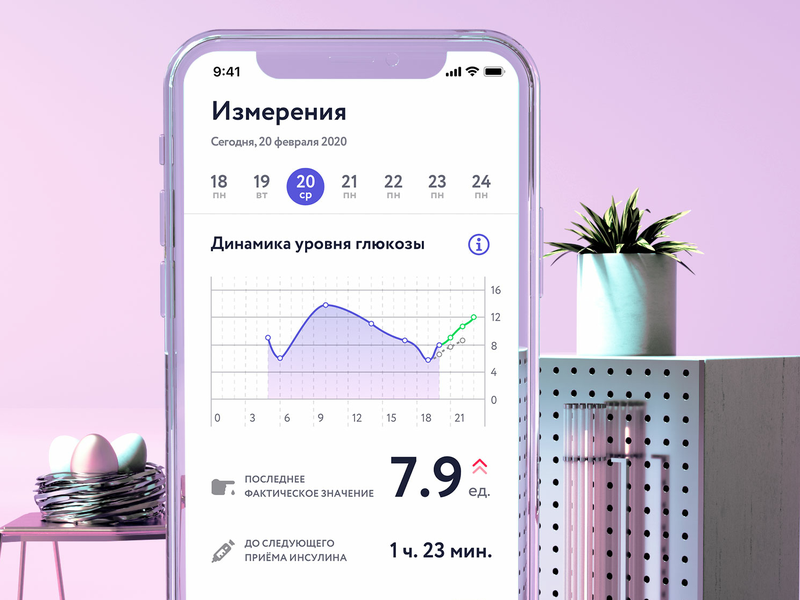 9:41
Измерения
Сегодня, 20 февраля 2020
18 19 20 21 22 23 24
пн вт ср пн пн пн пн
Динамика уровня глюкозы
16
12
8
4
0
0 3 6 9 12 15 18 21
ПОСЛЕДНЕЕ
ФАКТИЧЕСКОЕ ЗНАЧЕНИЕ
7.9
ед.
ДО СЛЕДУЮЩЕГО
ПРИЁМА ИНСУЛИНА
1 ч. 23 мин.